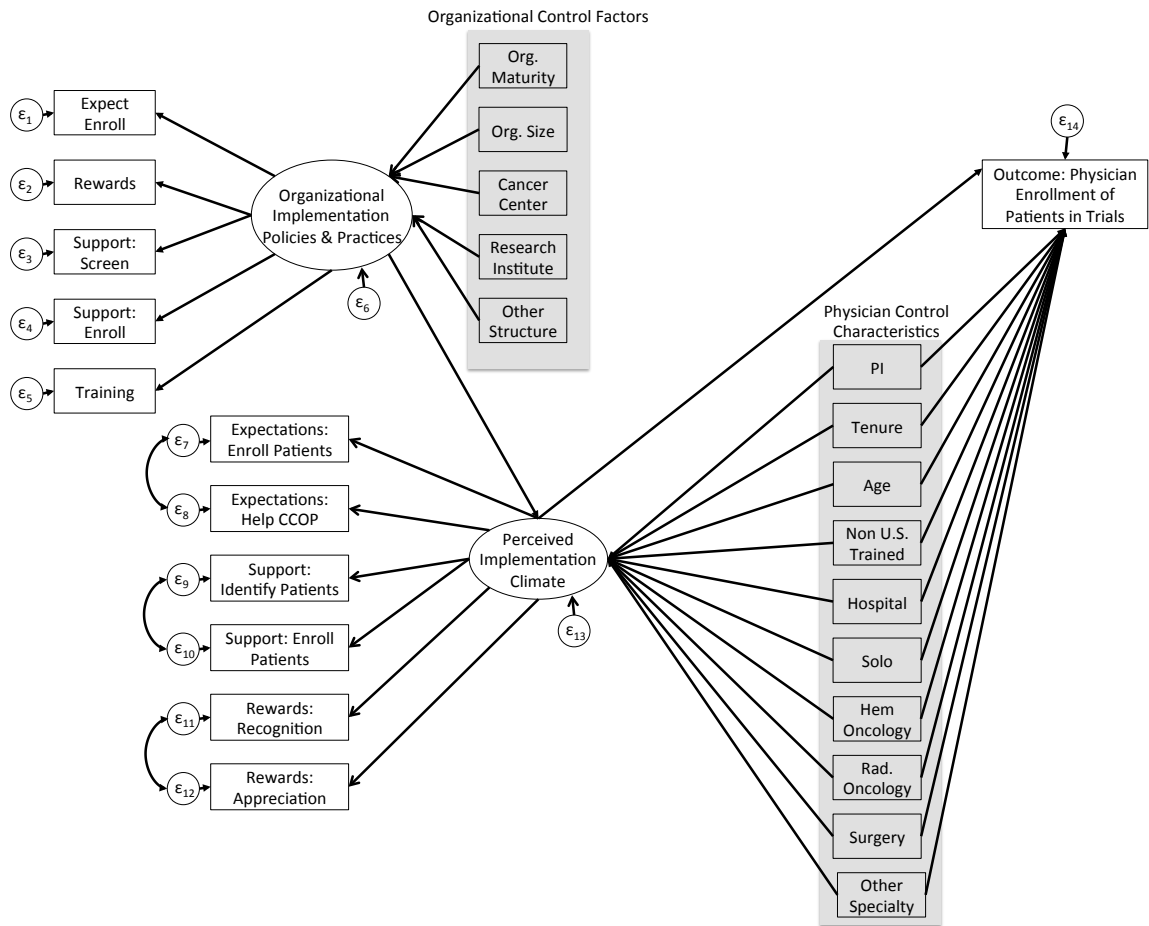 Organizational Control Factors
Org.
Maturity
Org. Size
Cancer
Center
Research
Institute
Other
Structure
ε1
Expect
Enroll
ε2
Rewards
ε3
Support:
Screen
ε4
Support:
Enroll
ε5
Training
Organizational
Implementation
Policies & Practices
ε6
ε14
Outcome: Physician
Enrollment of
Patients in Trials
Physician Control
Characteristics
PI
Tenure
Age
Non U.S.
Trained
Hospital
Solo
Hem
Oncology
Rad.
Oncology
Surgery
Other
Specialty
ε7
Expectations:
Enroll Patients
ε8
Expectations:
Help CCOP
ε9
Support:
Identify Patients
ε10
Support: Enroll
Patients
ε11
Rewards:
Recognition
ε12
Rewards:
Appreciation
Perceived
Implementation
Climate
ε13